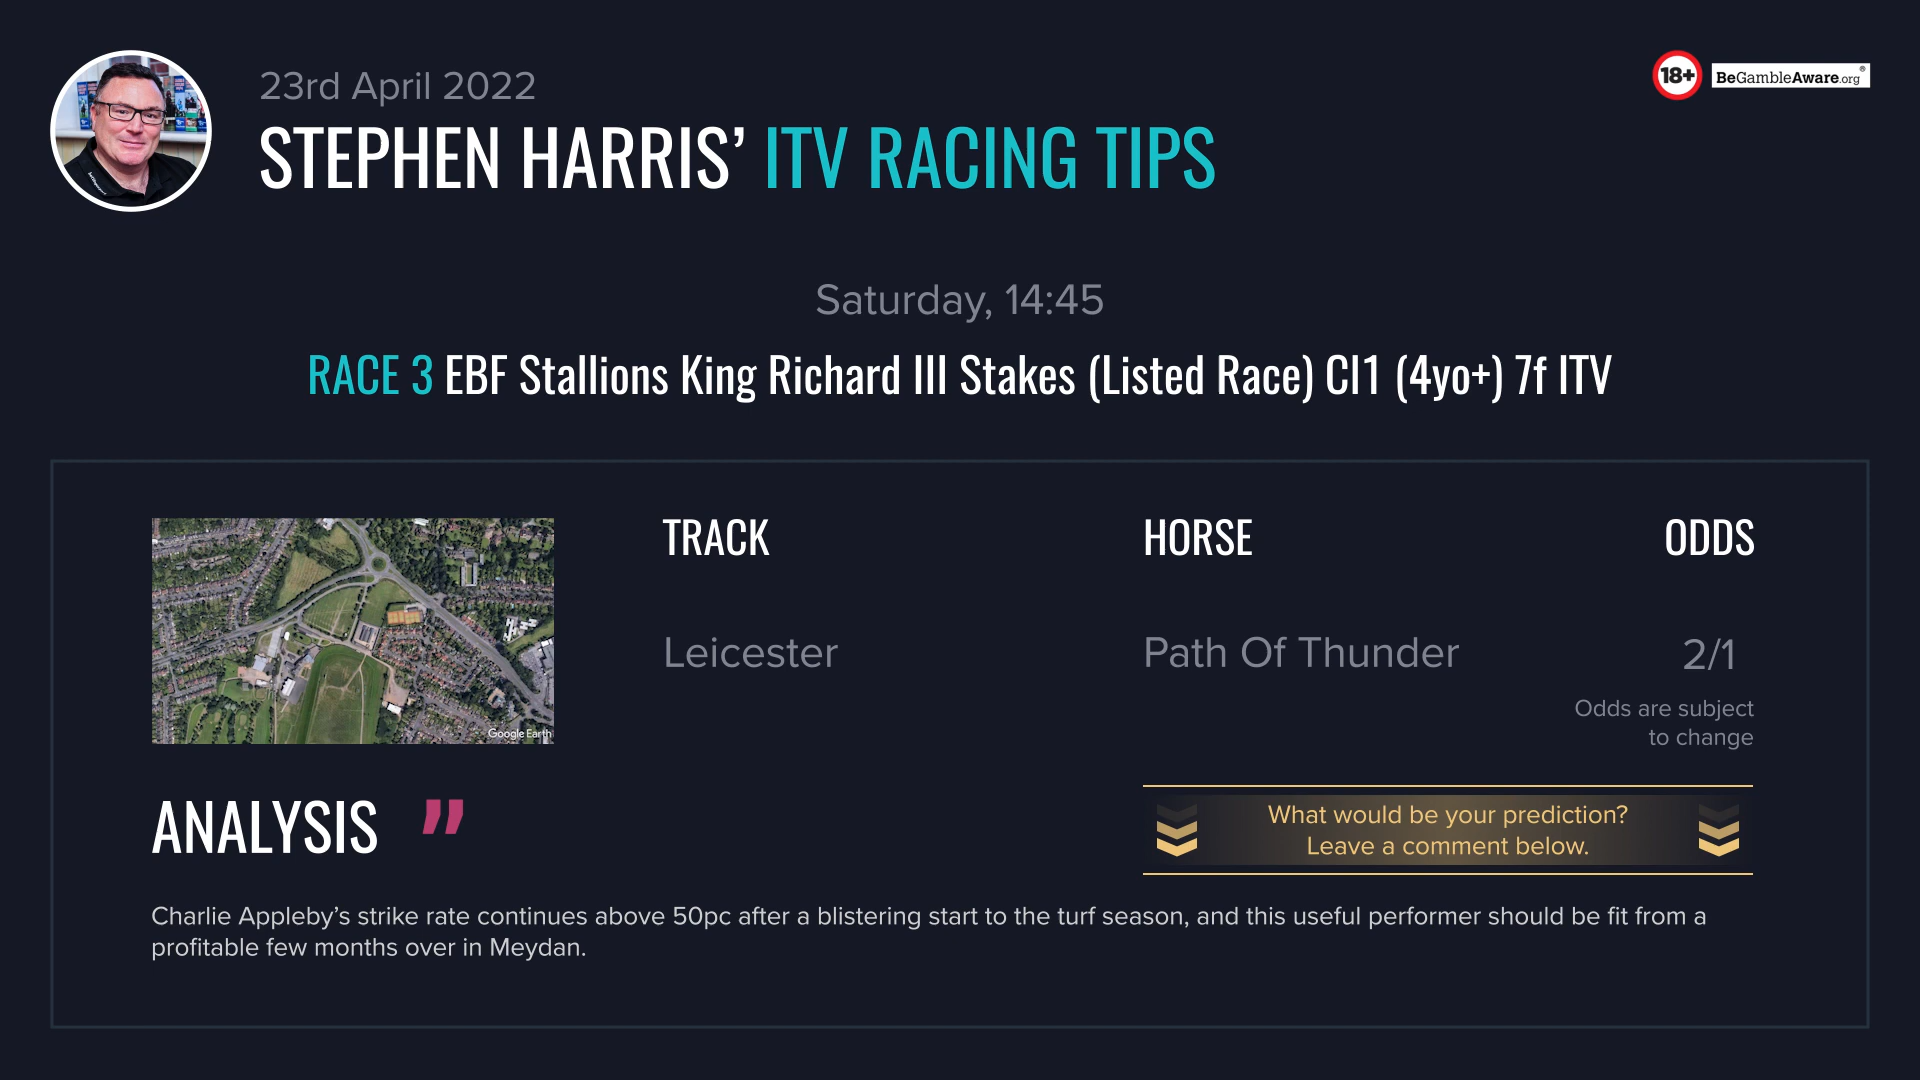 23rd April 2022
STEPHEN HARRIS’ ITV RACING TIPS
18+ BeGambleAware.org®
Saturday, 14:45
RACE 3 EBF Stallions King Richard III Stakes (Listed Race) Cl1 (4yo+) 7f ITV
TRACK HORSE ODDS
Leicester Path Of Thunder 2/1
Odds are subject
to change
Google Earth
ANALYSIS ”
What would be your prediction?
Leave a comment below.
Charlie Appleby’s strike rate continues above 50pc after a blistering start to the turf season, and this useful performer should be fit from a
profitable few months over in Meydan.